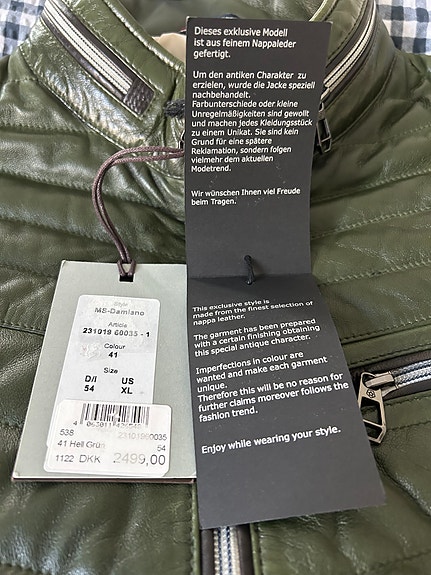 Dieses exklusive Modell
ist aus feinem Nappaleder
gefertigt.
Um den antiken Charakter zu
erzielen, wurde die Jacke speziell
nachbehandelt.
Farbunterschiede oder kleine
Unregelmäßigkeiten sind gewollt
und machen jedes Kleidungsstück
zu einem Unikat. Sie sind kein
Grund für eine spätere
Reklamation, sondern folgen
vielmehr dem aktuellen
Modetrend.
Wir wünschen Ihnen viel Freude
beim Tragen.
This exclusive style is
made from the finest selection of
nappa leather.
The garment has been prepared
with a certain finishing obtaining
this special antique character.
Imperfections in colour are
wanted and make each garment
unique.
Therefore this will be no reason for
further claims moreover follows the
fashion trend.
Enjoy while wearing your style.
Style
MS-Damiano
Article
231019 60035 - 1
Colour
41
Size
D/I US
54 XL
538 23101960035
41 Hell Grün 54
1122 DKK 2499,00